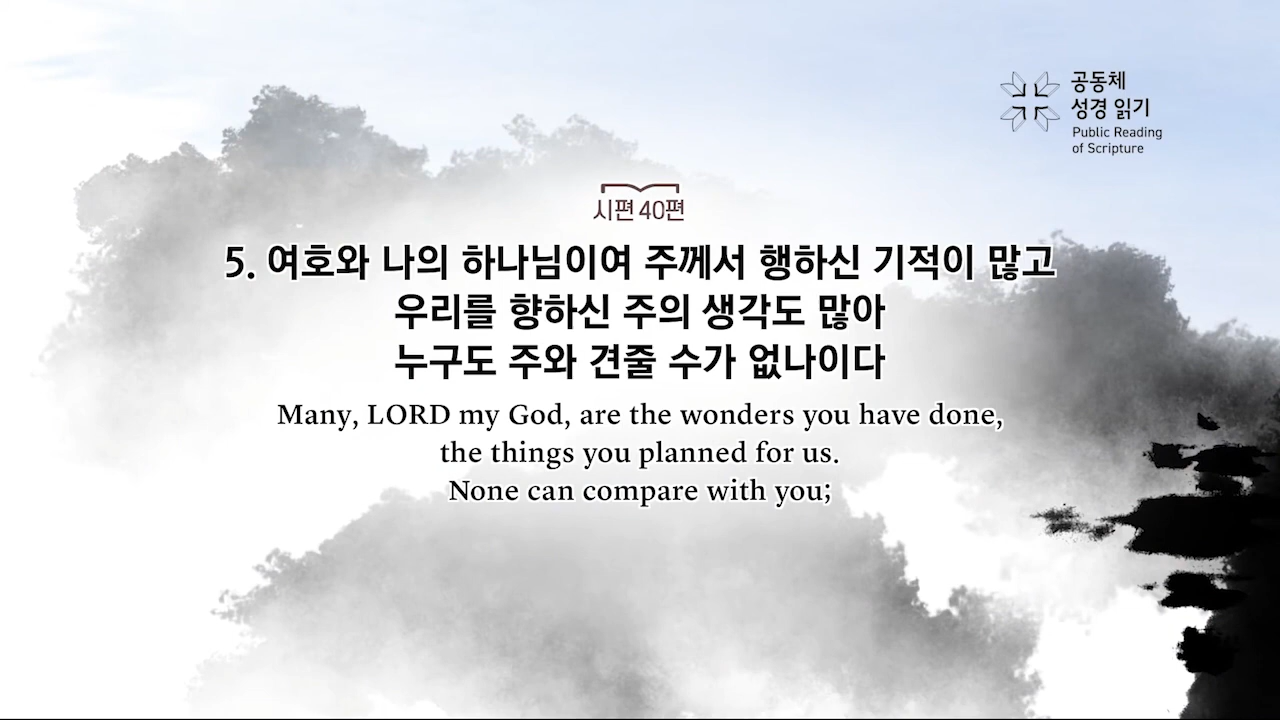 공동체
성경 읽기
Public Reading
of Scripture
시편 40편
5. 여호와 나의 하나님이여 주께서 행하신 기적이 많고
우리를 향하신 주의 생각도 많아
누구도 주와 견줄 수가 없나이다
Many, LORD my God, are the wonders you have done,
the things you planned for us.
None can compare with you;